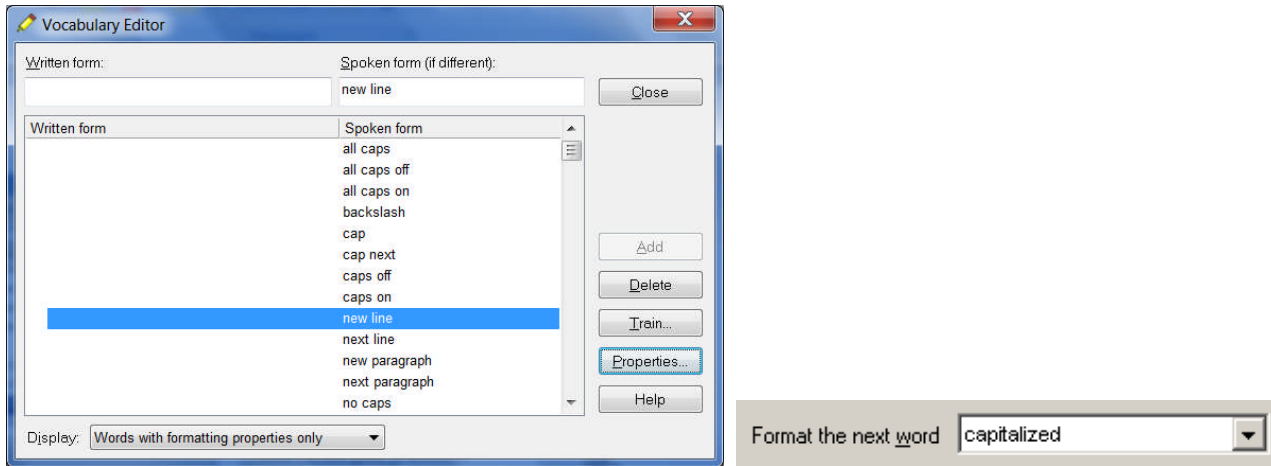 Vocabulary Editor
Written form: Spoken form (if different):
new line
Close
Written form Spoken form
all caps
all caps off
all caps on
backslash
cap
cap next
caps off
caps on
new line
next line
new paragraph
next paragraph
no caps
Add
Delete
Train...
Properties...
Help
Display: Words with formatting properties only
Format the next word capitalized